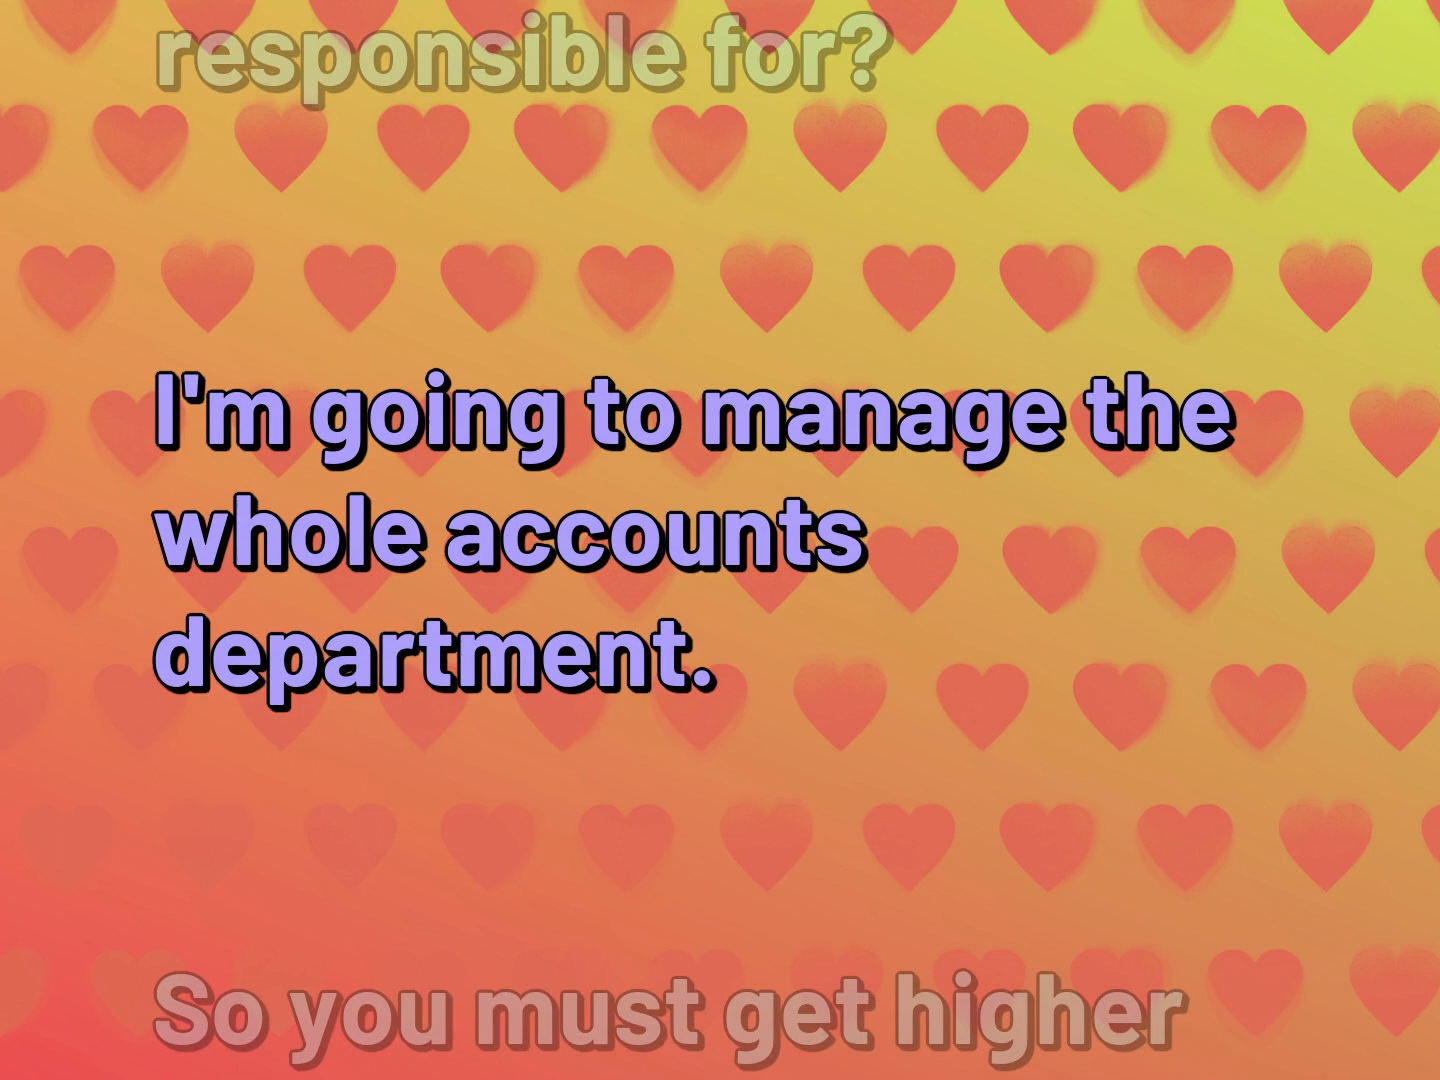 responsible for?
I'm going to manage the
whole accounts
department.
So you must get higher